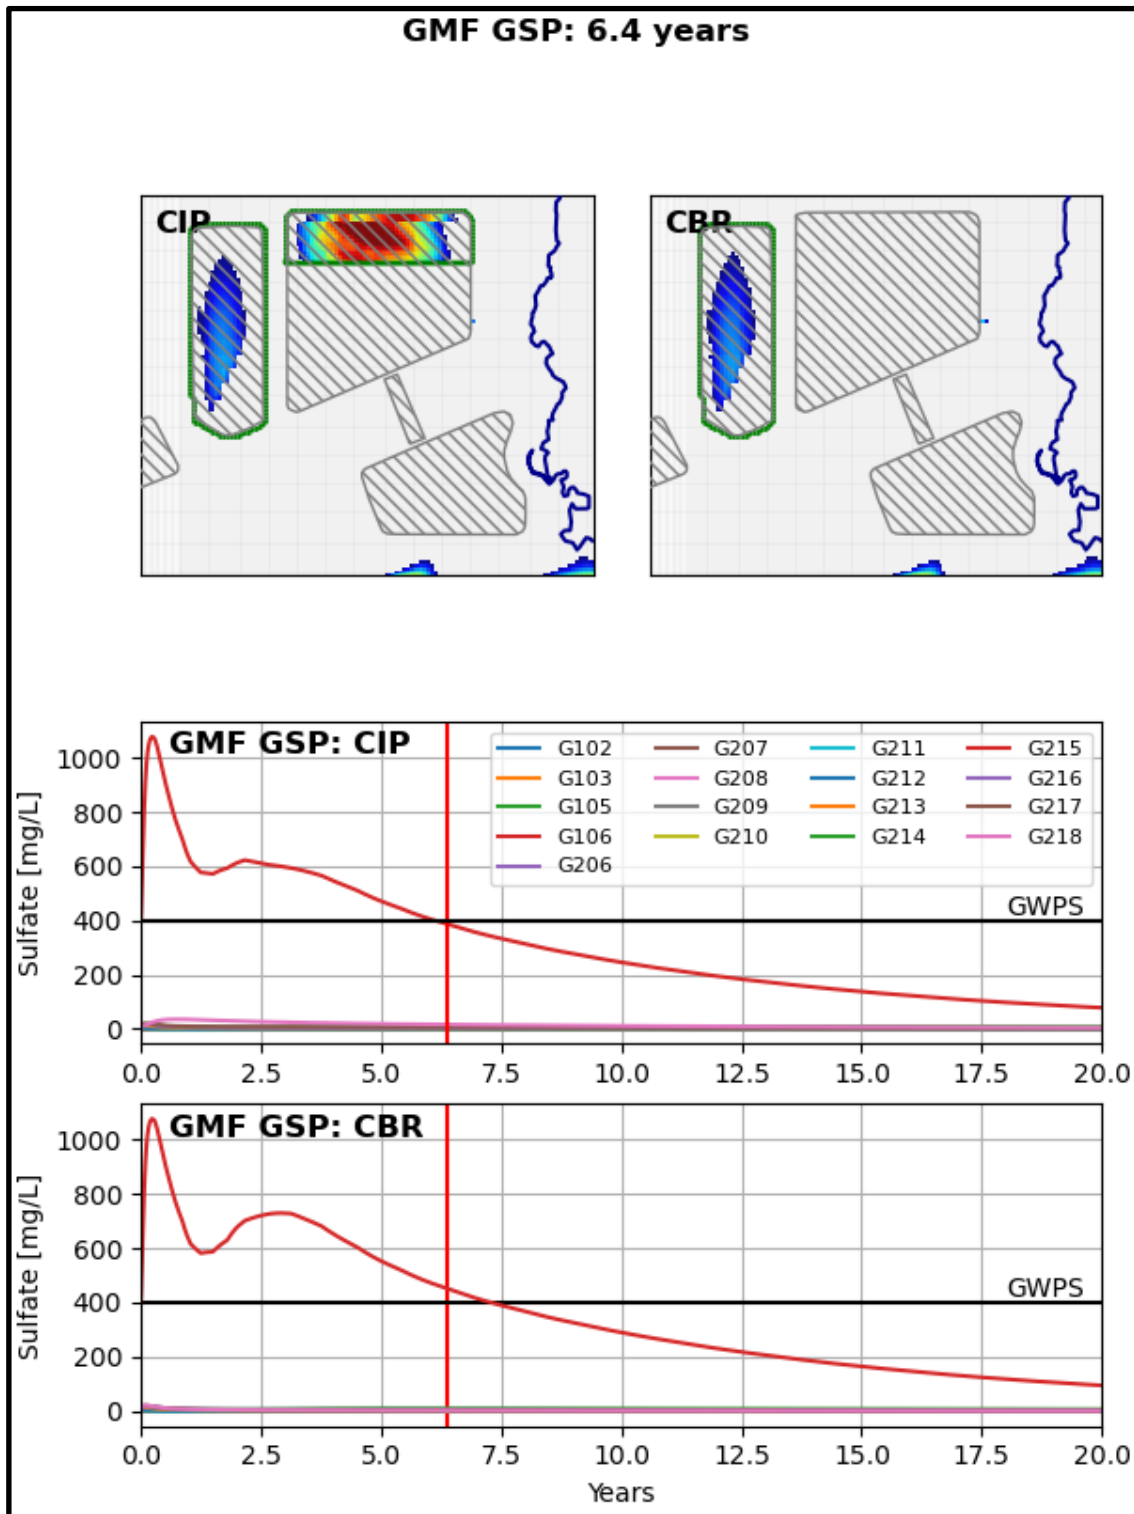 GMF GSP: 6.4 years
CIP
CBR
GMF GSP: CIP
G102 G207 G211 G215
G103 G208 G212 G216
G105 G209 G213 G217
G106 G210 G214 G218
G206
GWPS
Sulfate [mg/L]
1000
800
600
400
200
0
0.0 2.5 5.0 7.5 10.0 12.5 15.0 17.5 20.0
GMF GSP: CBR
GWPS
Sulfate [mg/L]
1000
800
600
400
200
0
0.0 2.5 5.0 7.5 10.0 12.5 15.0 17.5 20.0
Years